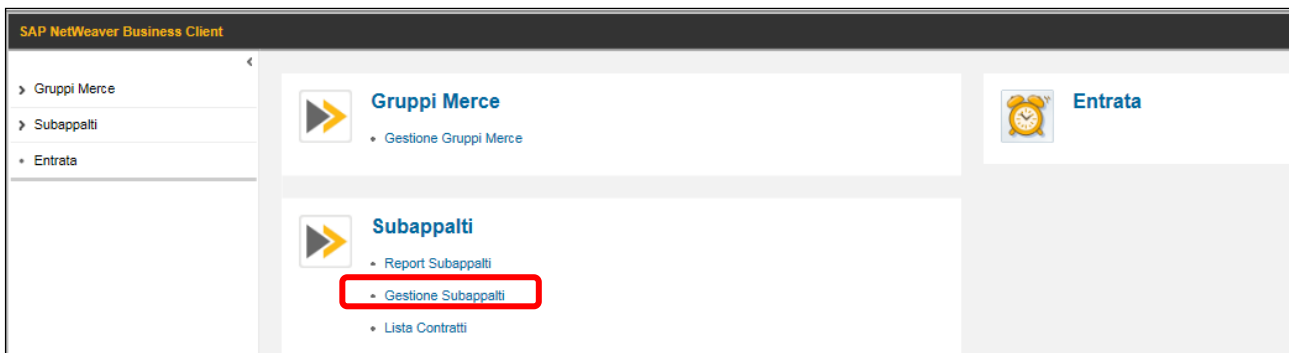 SAP NetWeaver Business Client
Gruppi Merce
Subappalti
Entrata
Gruppi Merce
Gestione Gruppi Merce
Subappalti
Report Subappalti
Gestione Subappalti
Lista Contratti
Entrata